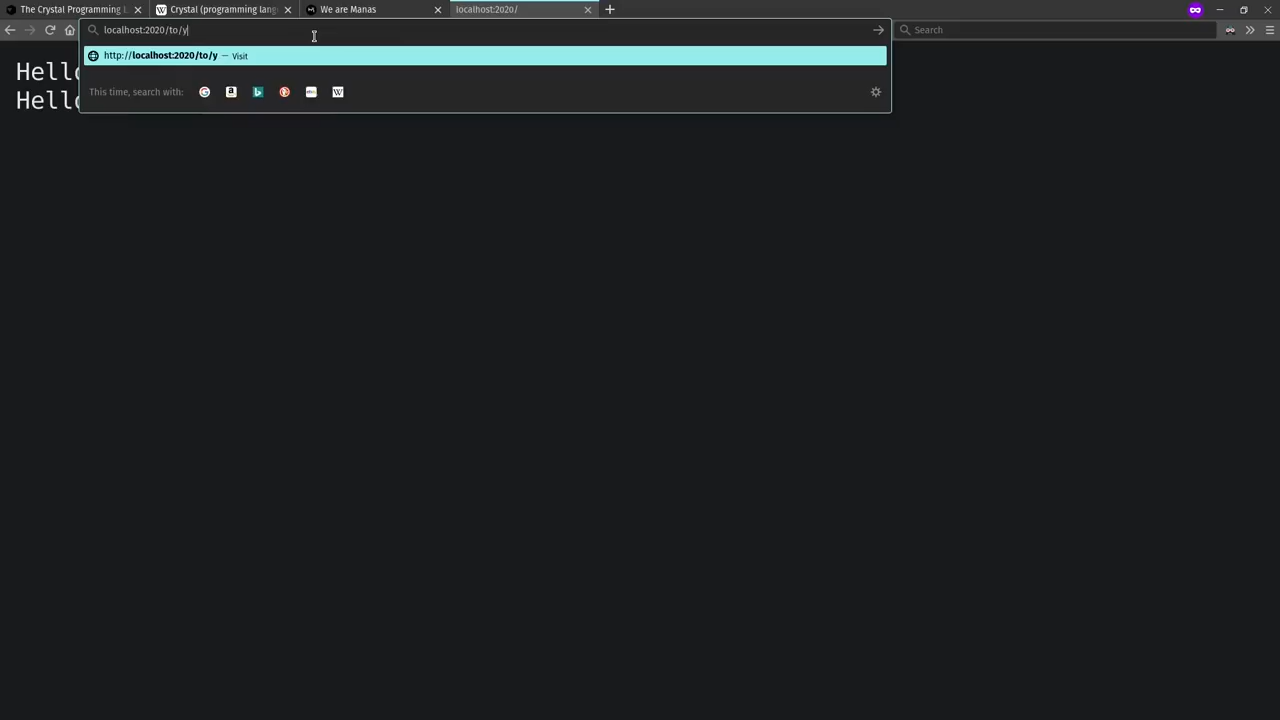 The Crystal Programming L
Crystal (programming lang
We are Manas
localhost:2020/
localhost:2020/to/y
Search
http://localhost:2020/to/y — Visit
This time, search with:
Hello
Hello